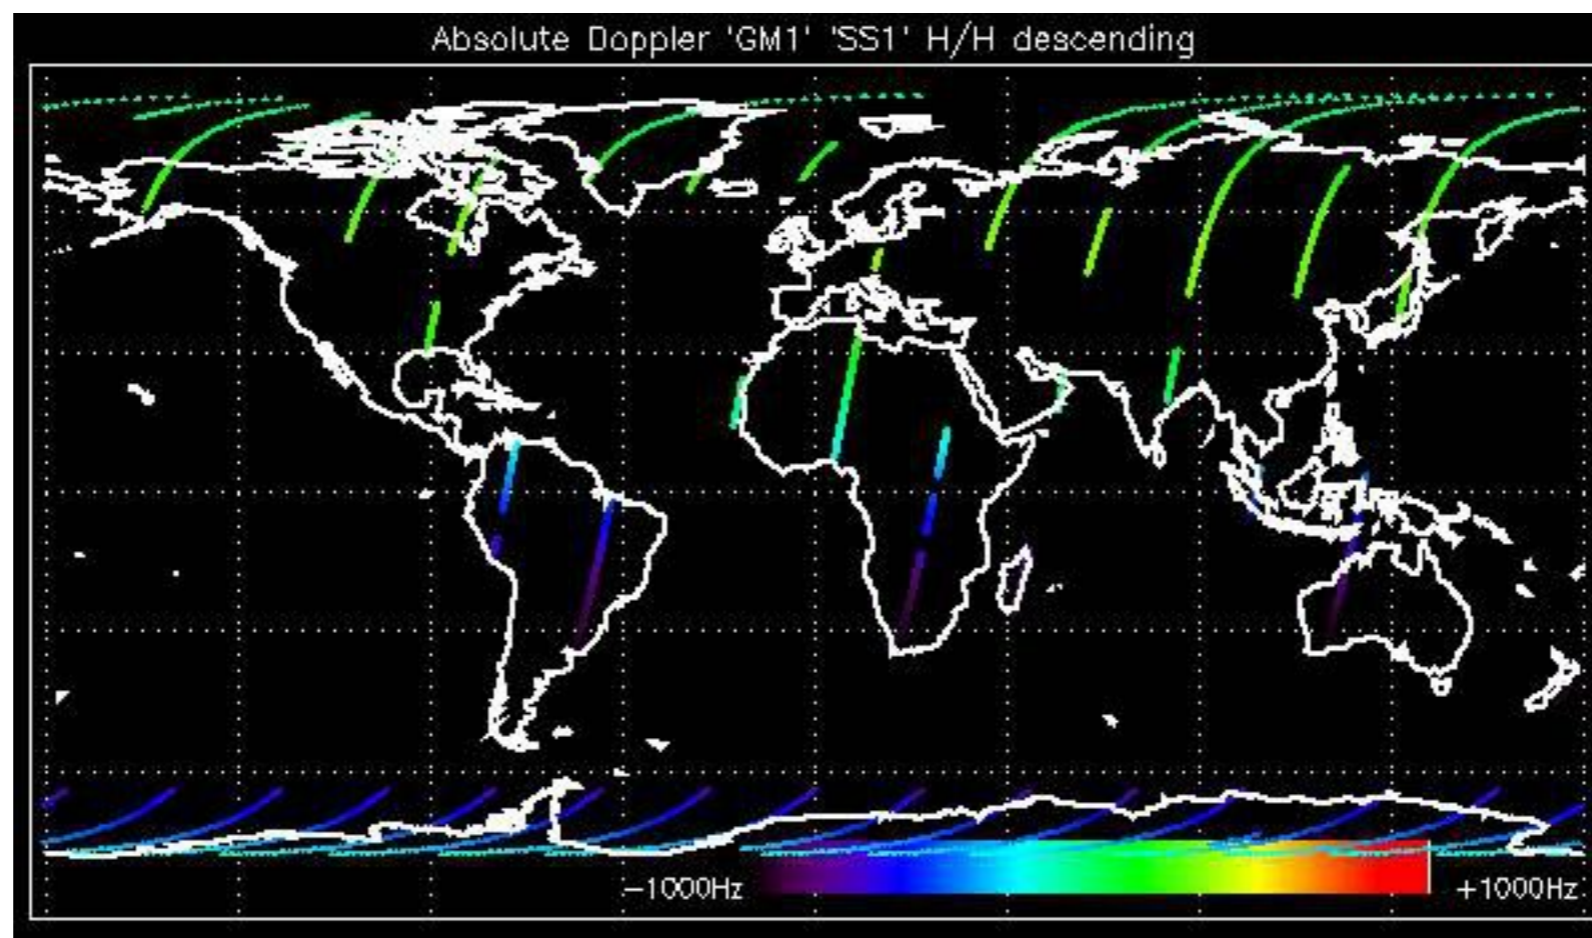 Absolute Doppler 'GM1' 'SS1' H/H descending
−1000Hz
+1000Hz